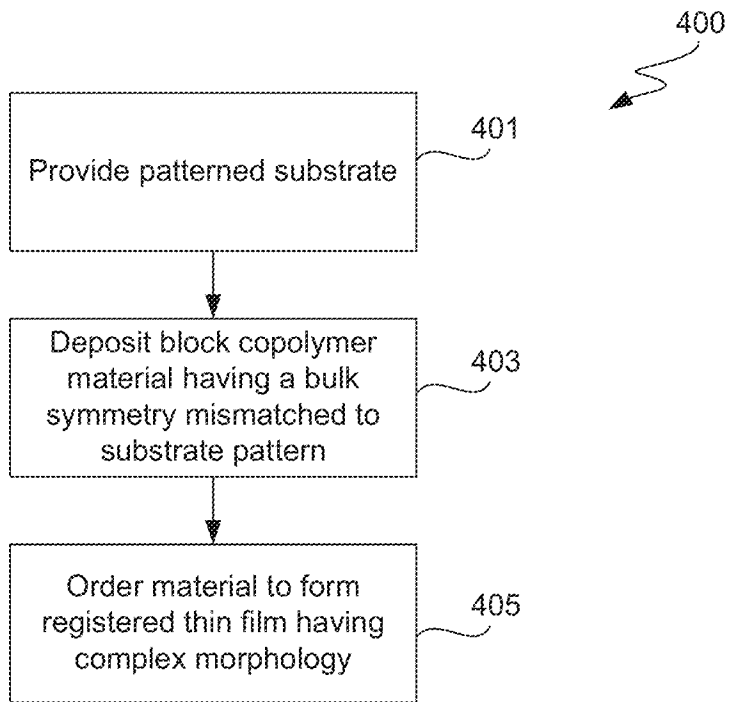 400
Provide patterned substrate
401
Deposit block copolymer
material having a bulk
symmetry mismatched to
substrate pattern
403
Order material to form
registered thin film having
complex morphology
405